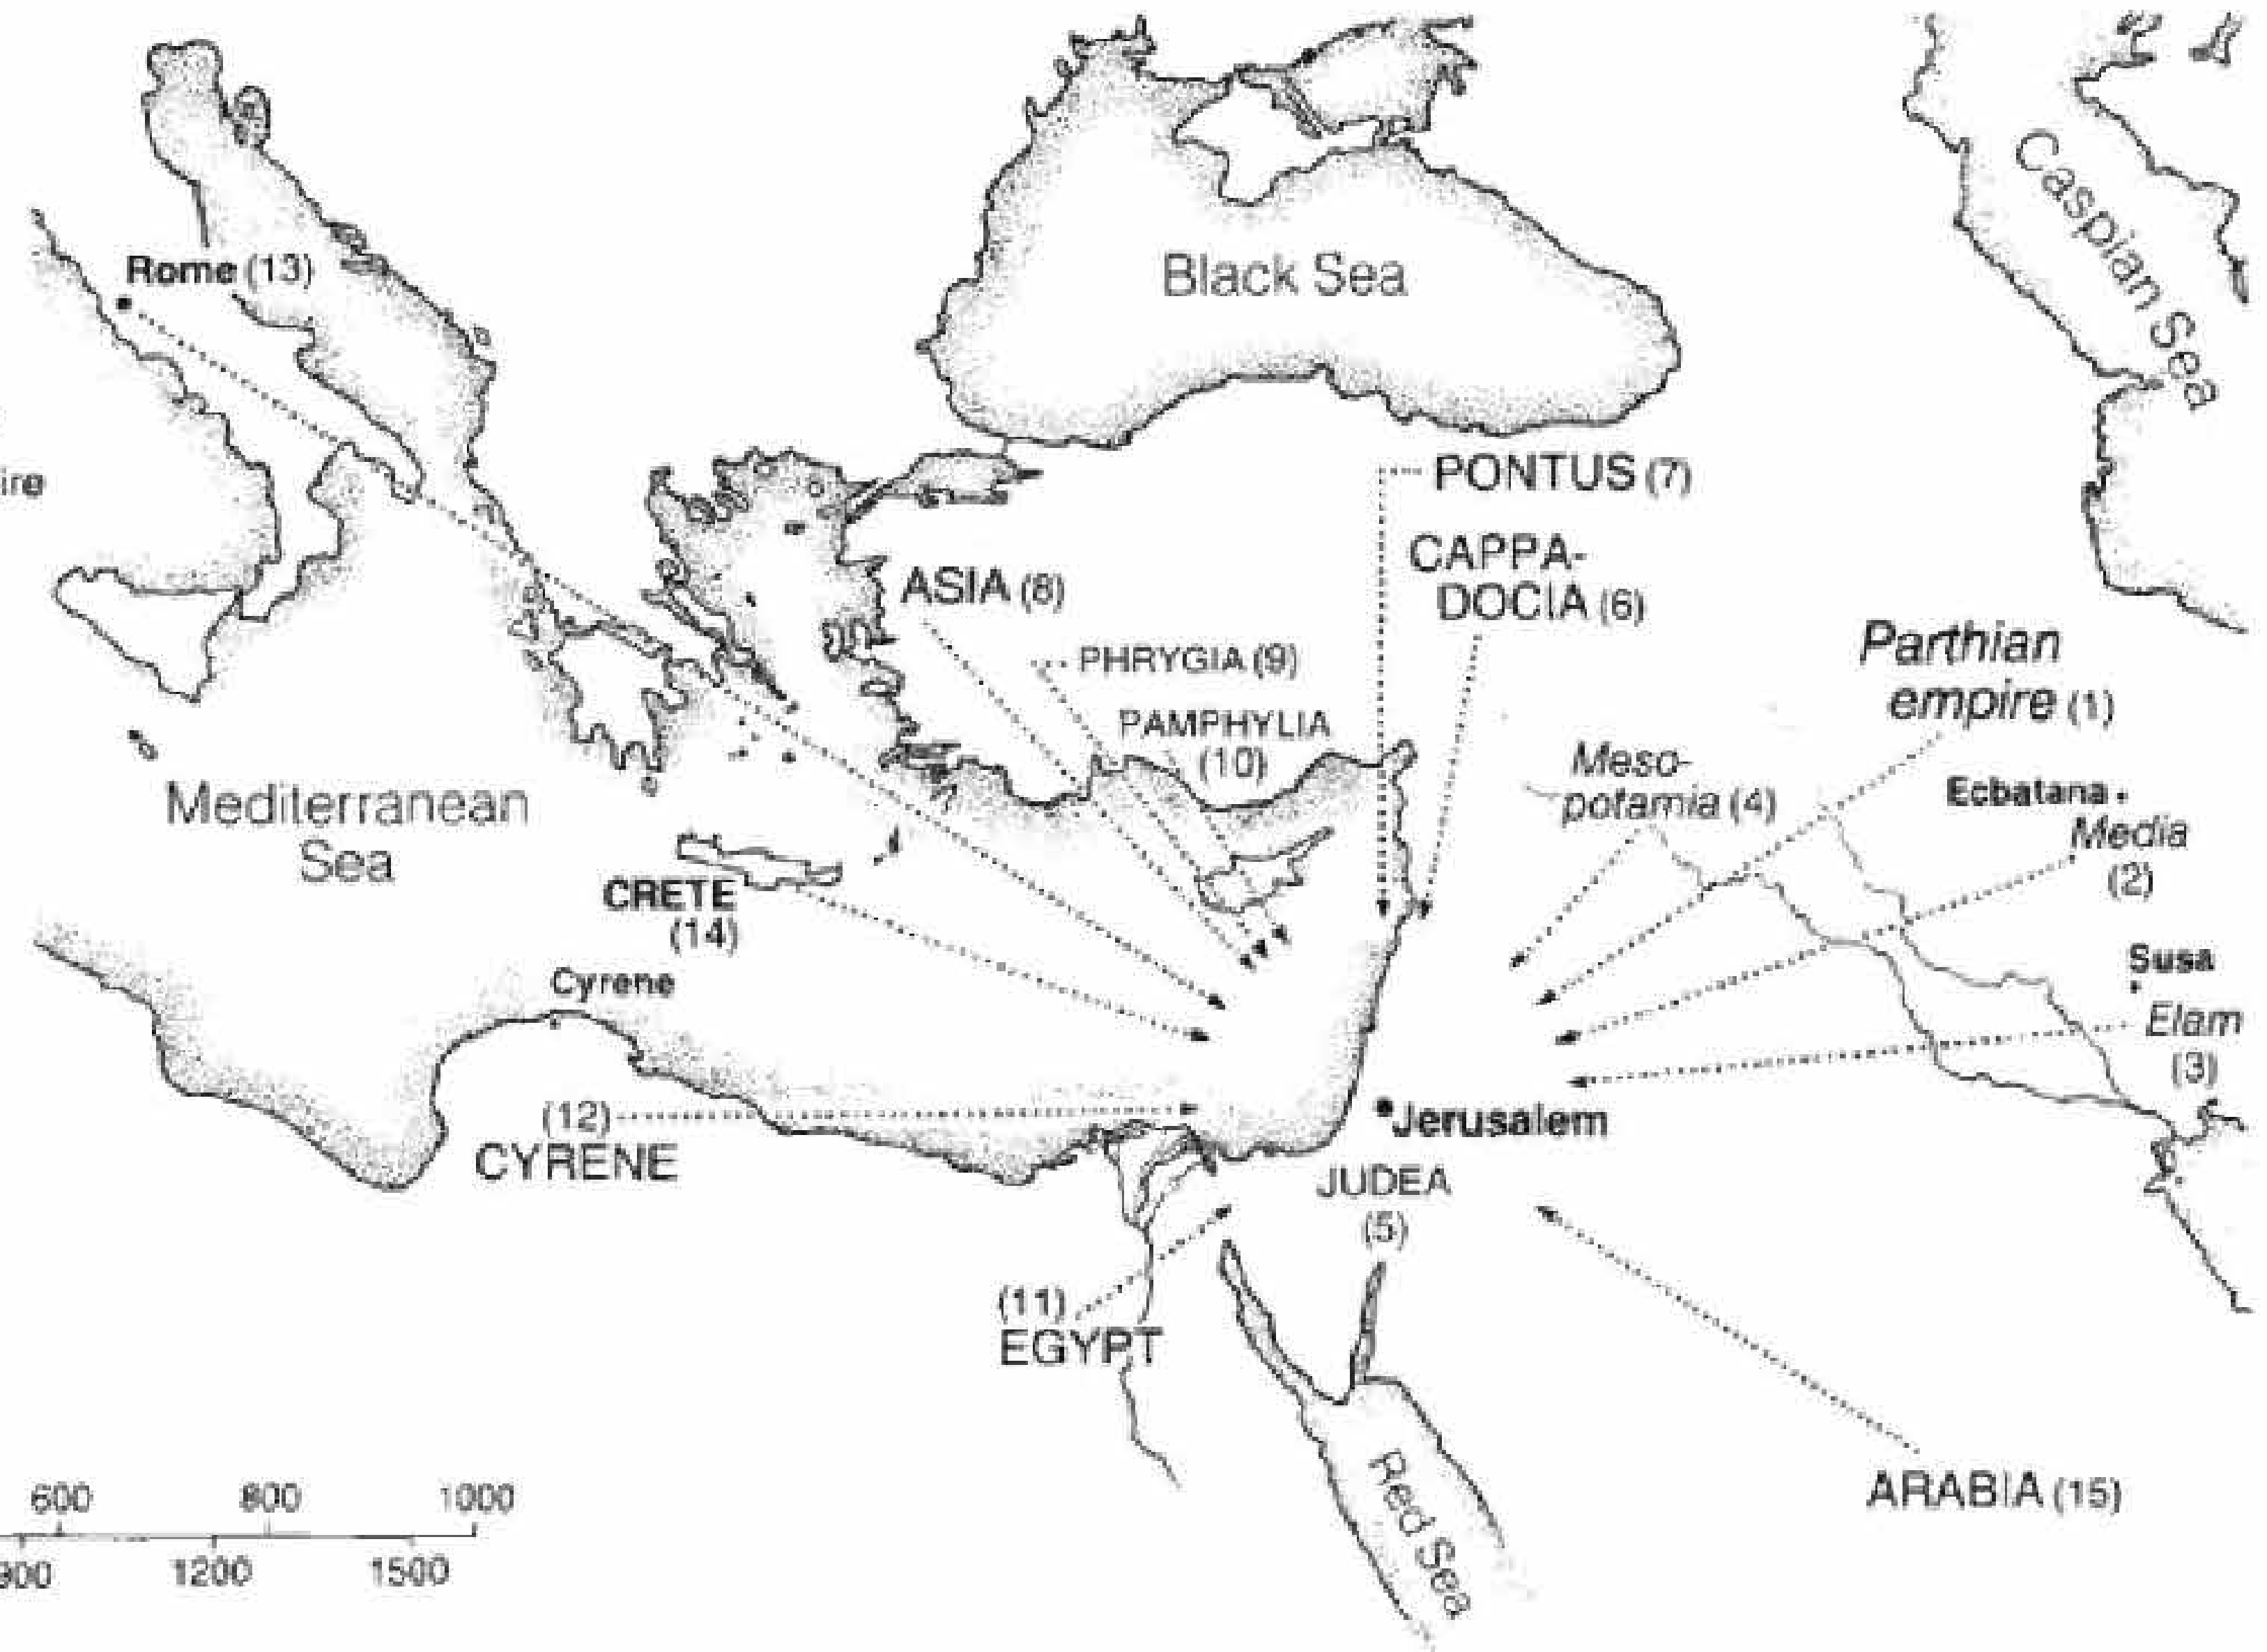 Caspian Sea
Rome (13)
Black Sea
ire
PONTUS (7)
CAPPA-
DOCIA (6)
ASIA (8)
PHRYGIA (9)
PAMPHYLIA
(10)
Parthian
empire (1)
Meso-
potamia (4)
Ecbatana
Media
(2)
Mediterranean
Sea
CRETE
(14)
Cyrene
Susa
Elam
(3)
(12)
CYRENE
Jerusalem
JUDEA
(5)
(11)
EGYPT
Red Sea
ARABIA (15)
600 800 1000
900 1200 1500